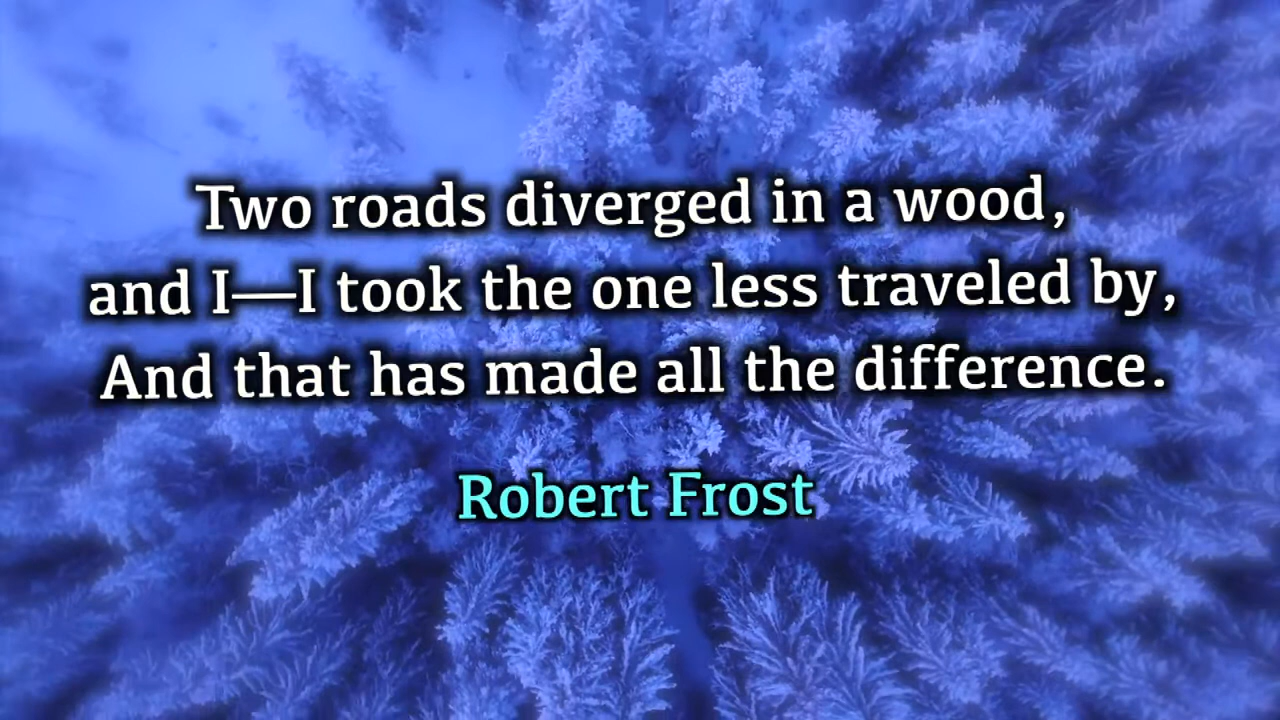 Two roads diverged in a wood,
and I—I took the one less traveled by,
And that has made all the difference.
Robert Frost